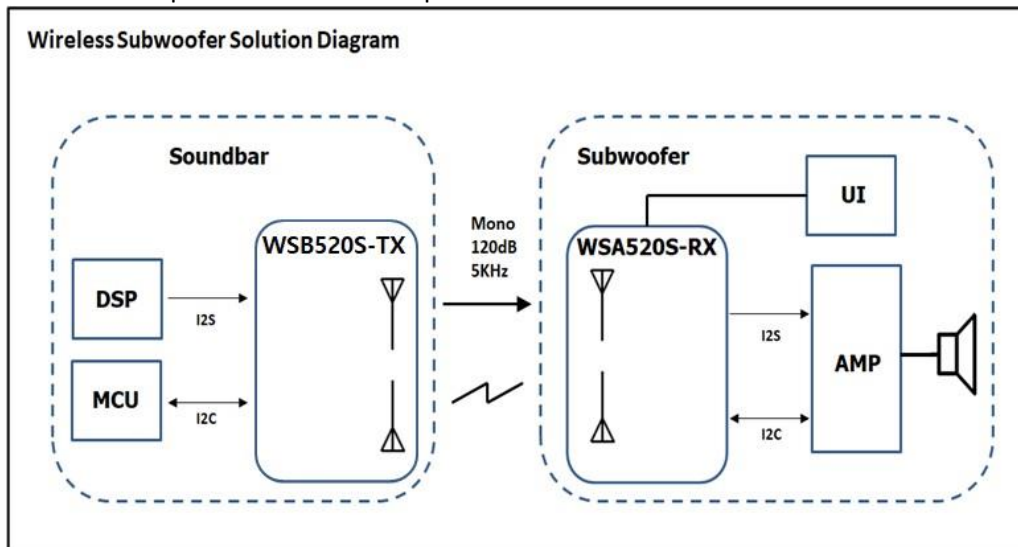 Wireless Subwoofer Solution Diagram
Soundbar
WSB520S-TX
DSP
I2S
MCU
I2C
Mono
120dB
5KHz
Subwoofer
UI
WSA520S-RX
I2S
AMP
I2C